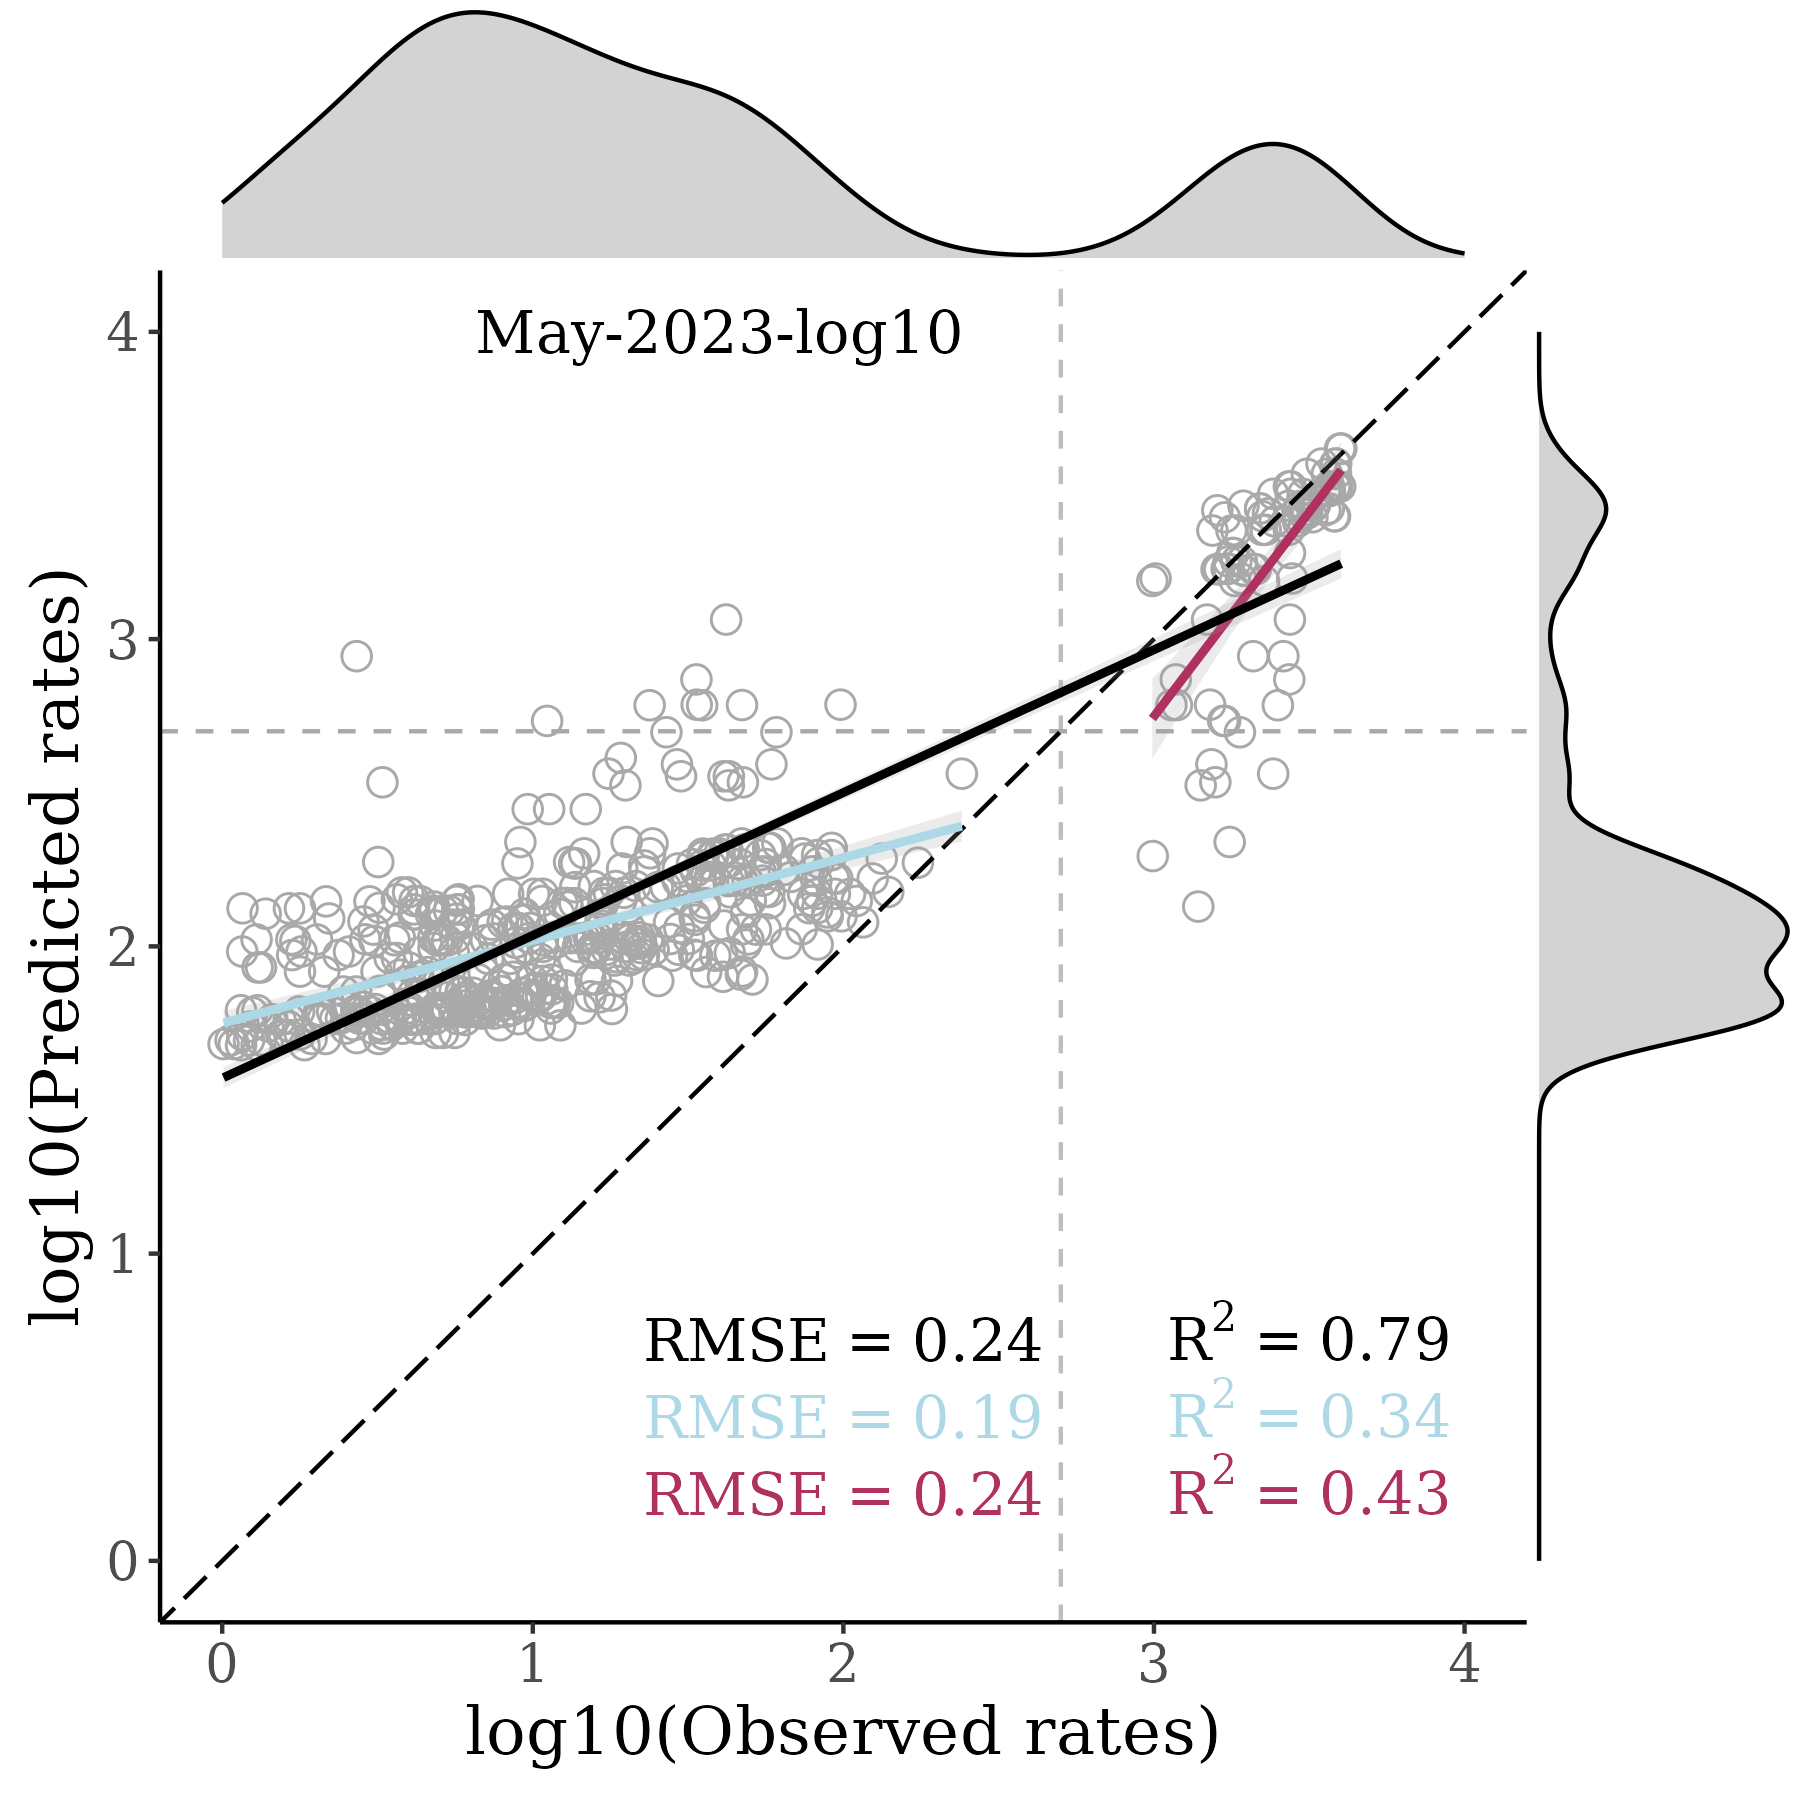 May-2023-log10
4
3
2
1
0
log10(Predicted rates)
RMSE = 0.24 R² = 0.79
RMSE = 0.19 R² = 0.34
RMSE = 0.24 R² = 0.43
0 1 2 3 4
log10(Observed rates)